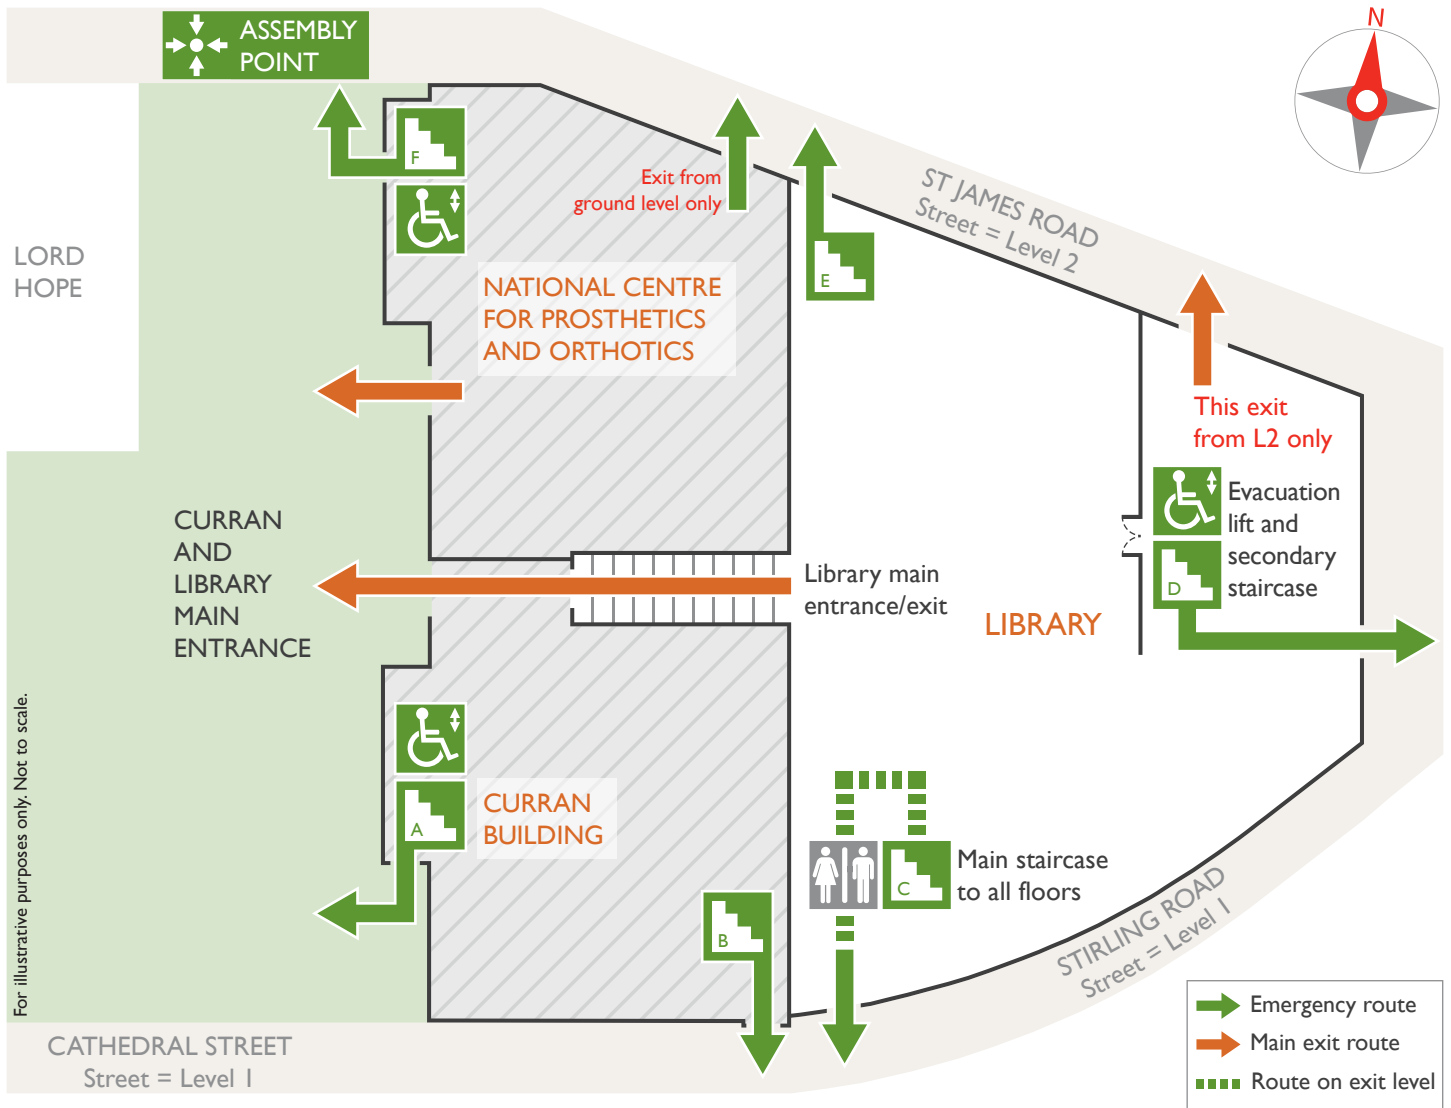 ASSEMBLY
POINT
N
F
Exit from
ground level only
E
ST JAMES ROAD
Street = Level 2
LORD
HOPE
NATIONAL CENTRE
FOR PROSTHETICS
AND ORTHOTICS
This exit
from L2 only
Evacuation
lift and
secondary
staircase
D
CURRAN
AND
LIBRARY
MAIN
ENTRANCE
Library main
entrance/exit
LIBRARY
For illustrative purposes only. Not to scale.
A
CURRAN
BUILDING
B
C
Main staircase
to all floors
STIRLING ROAD
Street = Level 1
CATHEDRAL STREET
Street = Level 1
Emergency route
Main exit route
Route on exit level